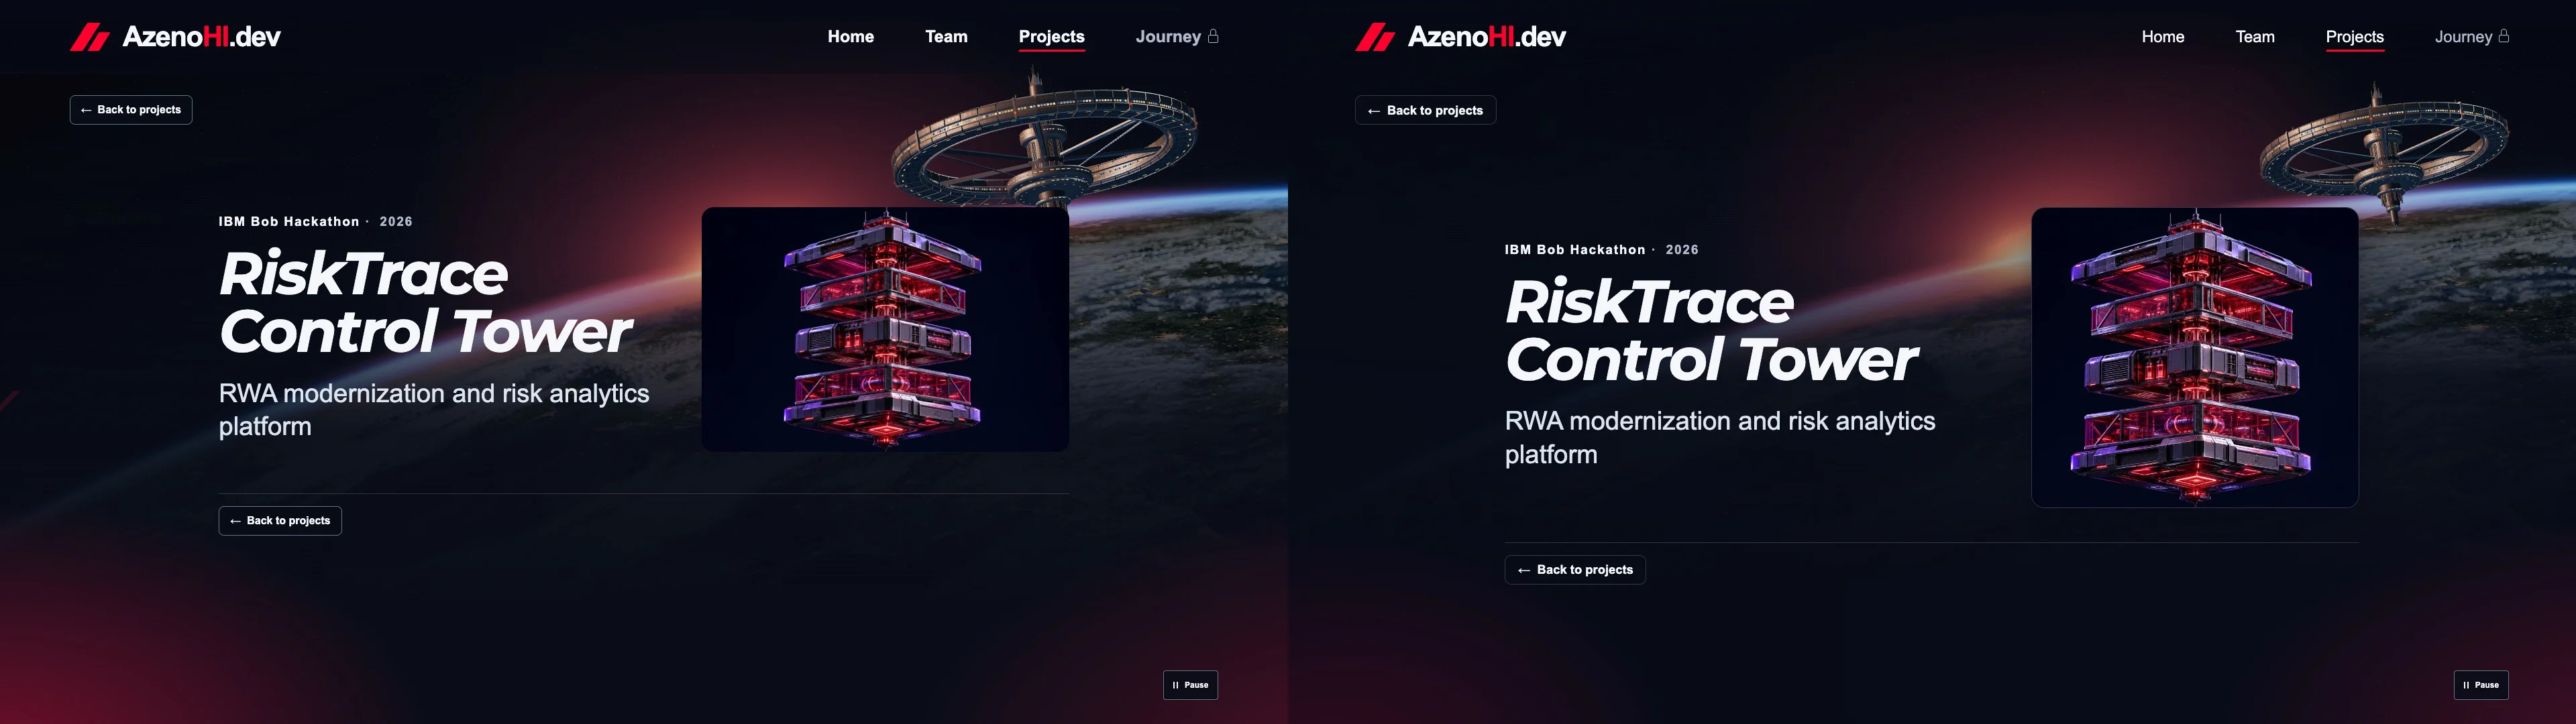 AzenoHI.dev
Home Team Projects Journey
← Back to projects
IBM Bob Hackathon · 2026
RiskTrace
Control Tower
RWA modernization and risk analytics
platform
← Back to projects
Pause
AzenoHI.dev
Home Team Projects Journey
← Back to projects
IBM Bob Hackathon · 2026
RiskTrace
Control Tower
RWA modernization and risk analytics
platform
← Back to projects
Pause